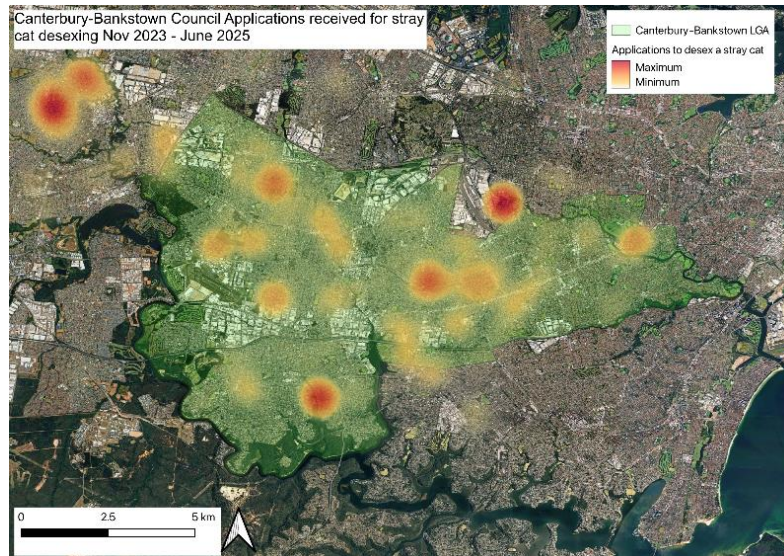 Canterbury-Bankstown Council Applications received for stray
cat desexing Nov 2023 - June 2025
Canterbury-Bankstown LGA
Applications to desex a stray cat
Maximum
Minimum
0 2.5 5 km